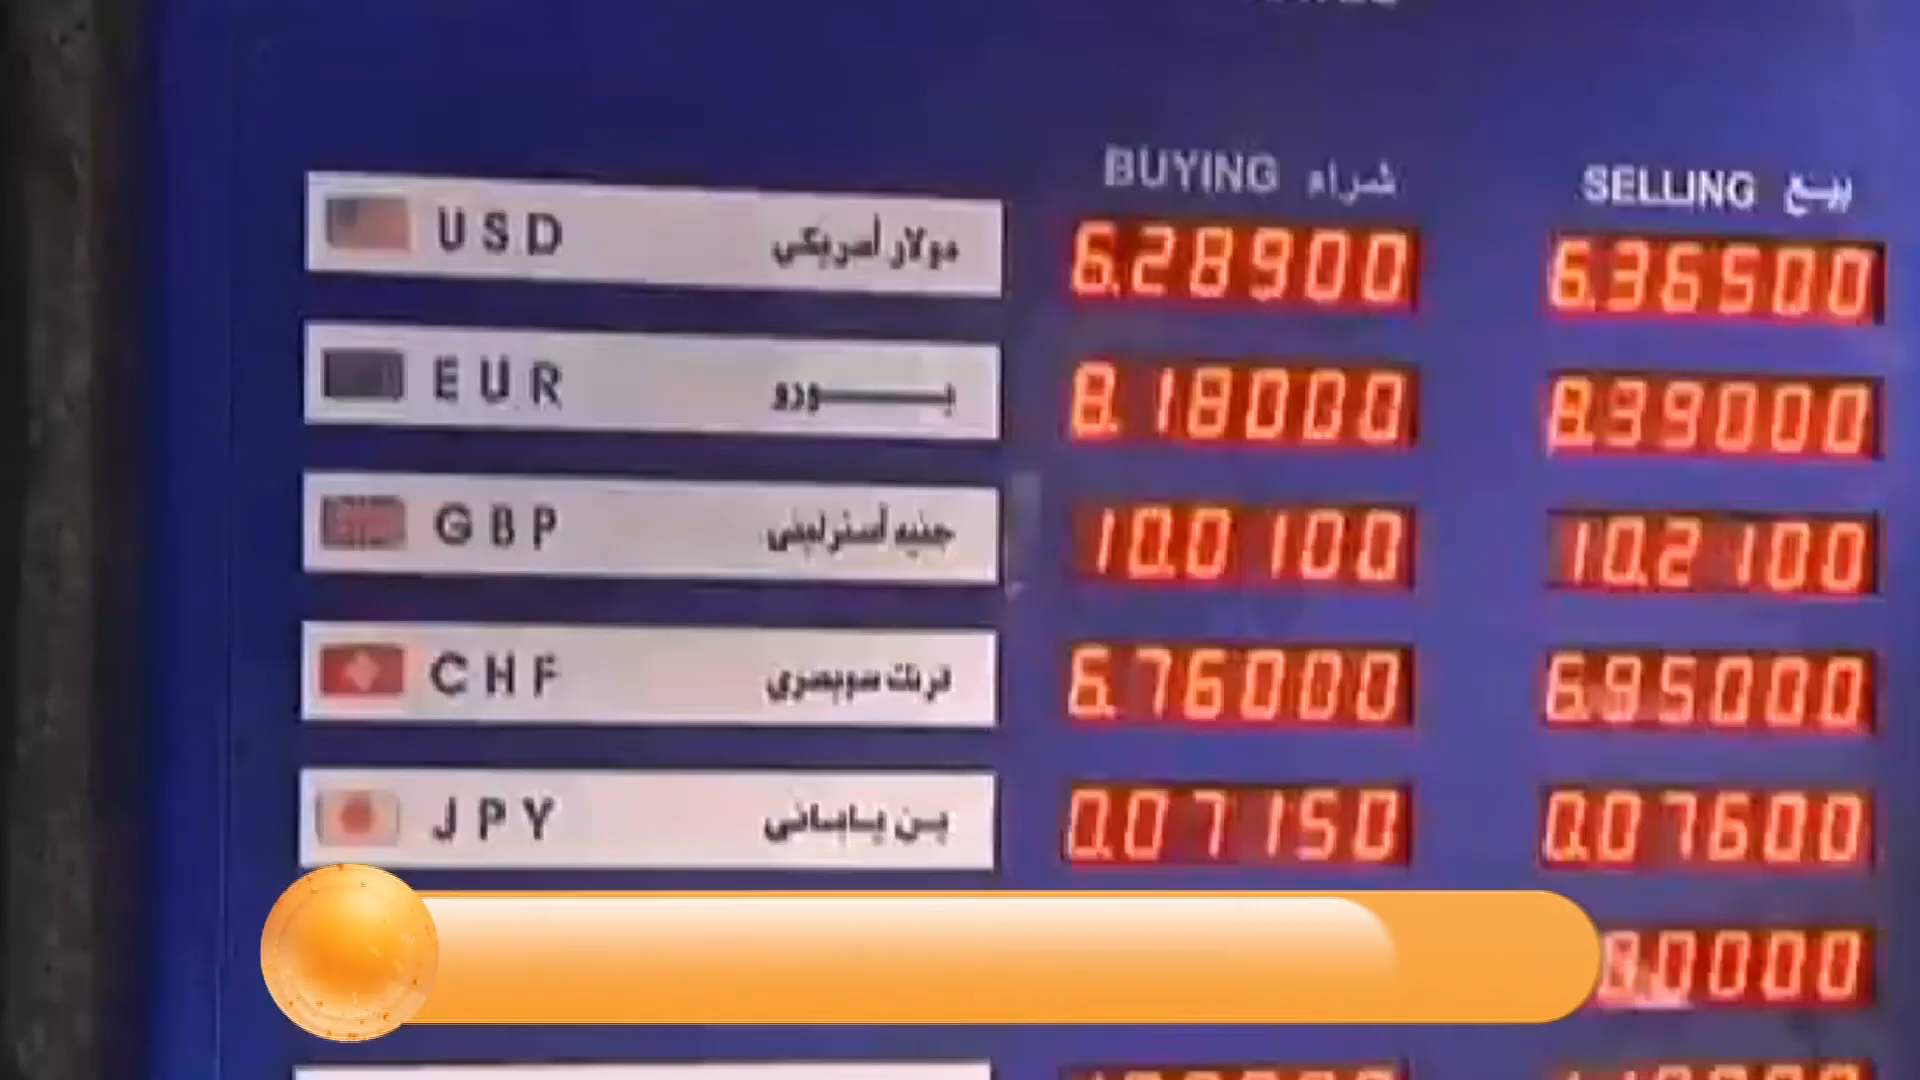 BUYING شراء SELLING بيع
USD دولار أمريكي 6.28900 6.36500
EUR يـــــورو 8.18000 8.39000
GBP جنيه أسترليني 10.0100 10.2100
CHF فرنك سويسري 6.76000 6.95000
JPY ين ياباني 0.07150 0.07600